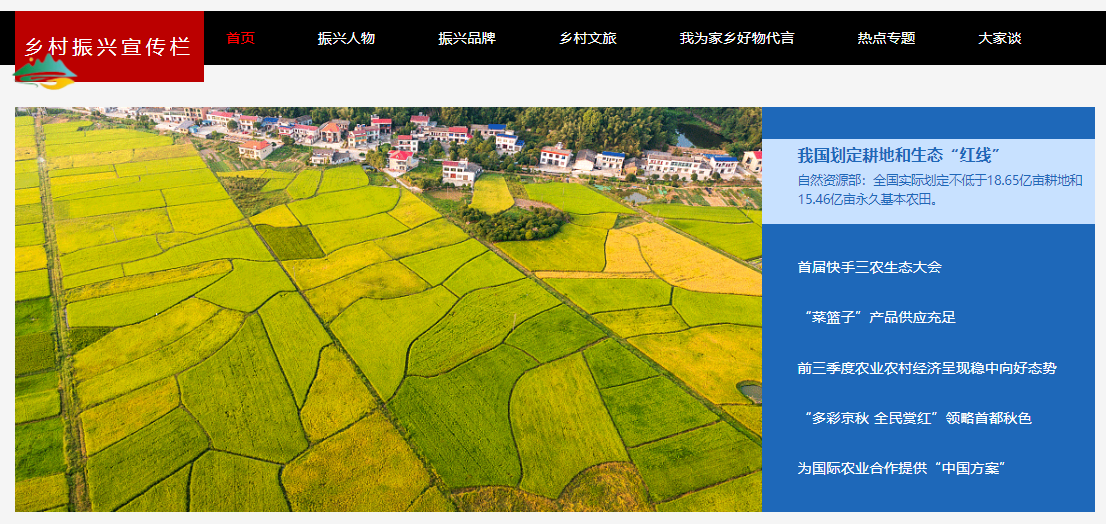 乡村振兴宣传栏
首页
振兴人物
振兴品牌
乡村文旅
我为家乡好物代言
热点专题
大家谈
我国划定耕地和生态“红线”
自然资源部：全国实际划定不低于18.65亿亩耕地和
15.46亿亩永久基本农田。
首届快手三农生态大会
“菜篮子”产品供应充足
前三季度农业农村经济呈现稳中向好态势
“多彩京秋 全民赏红”领略首都秋色
为国际农业合作提供“中国方案”